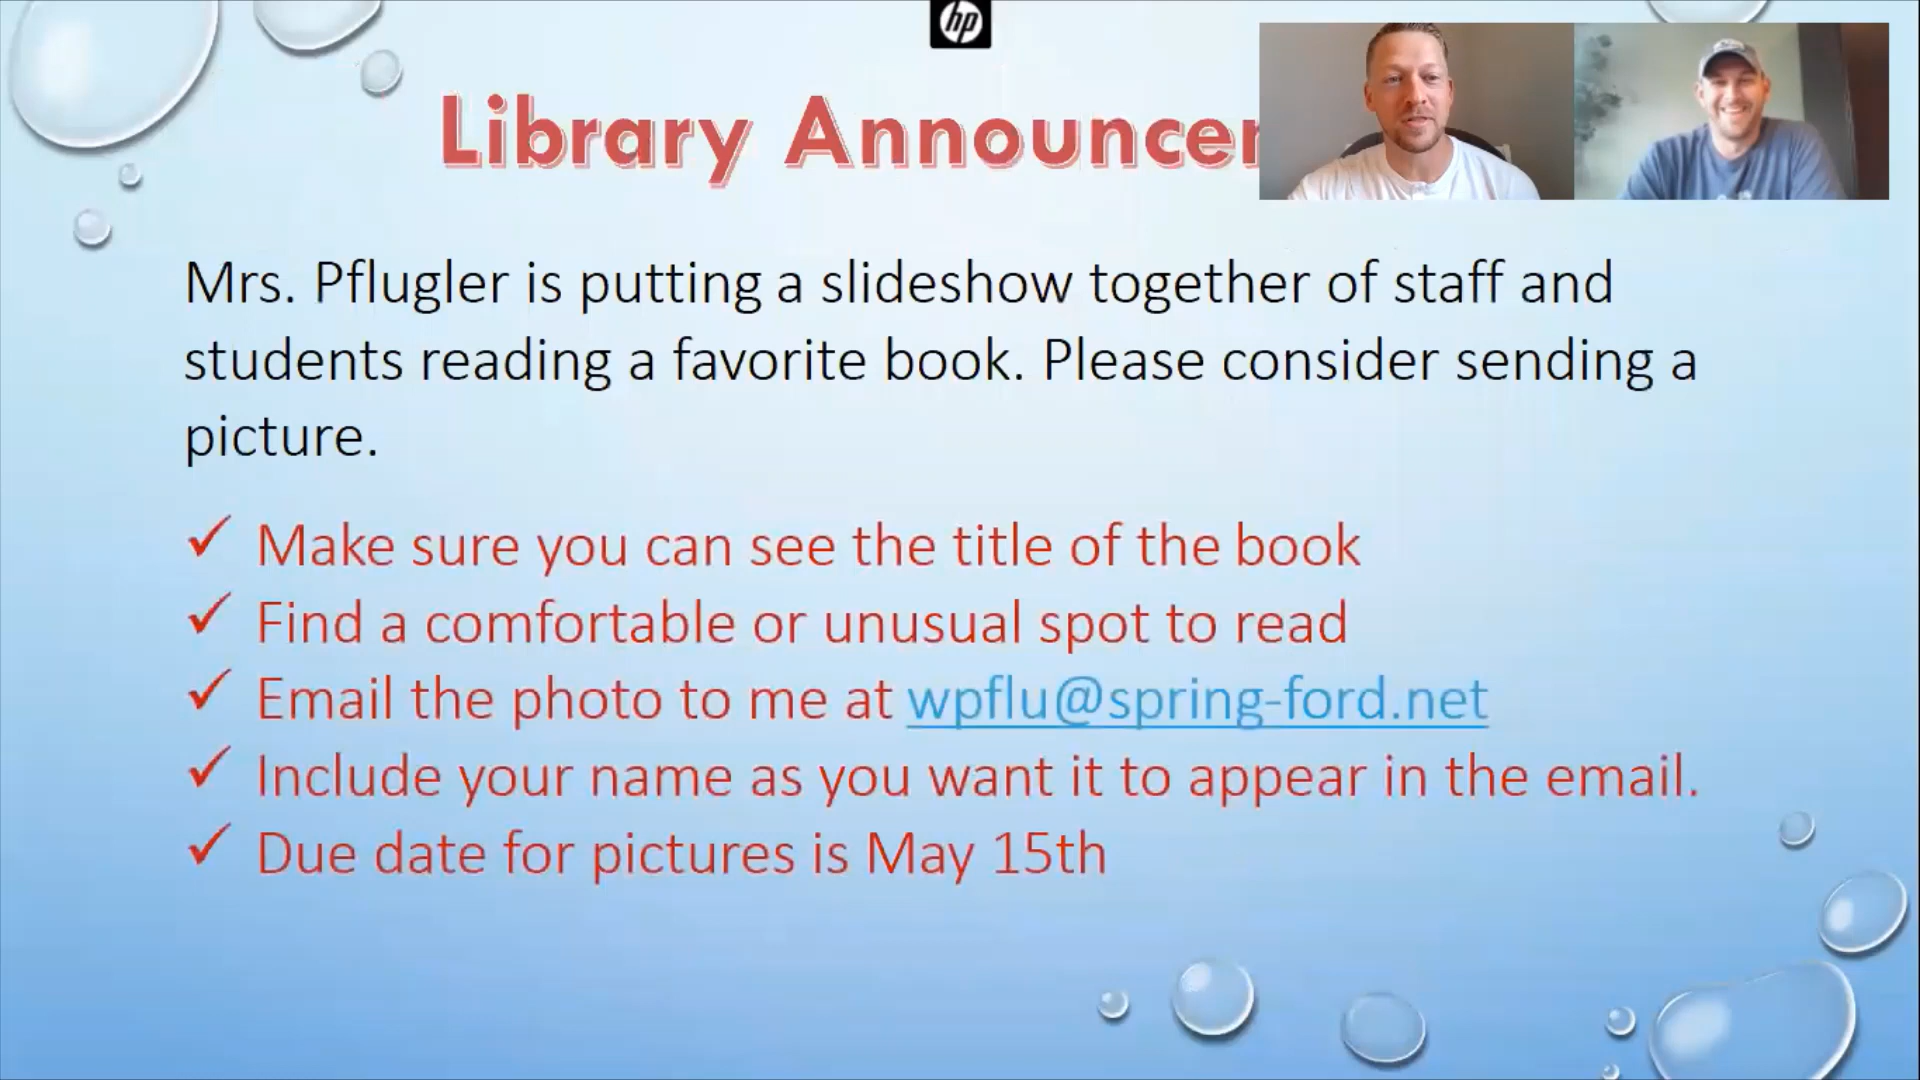 hp
Library Announcem
Mrs. Pflugler is putting a slideshow together of staff and
students reading a favorite book. Please consider sending a
picture.
✓ Make sure you can see the title of the book
✓ Find a comfortable or unusual spot to read
✓ Email the photo to me at wpflu@spring-ford.net
✓ Include your name as you want it to appear in the email.
✓ Due date for pictures is May 15th